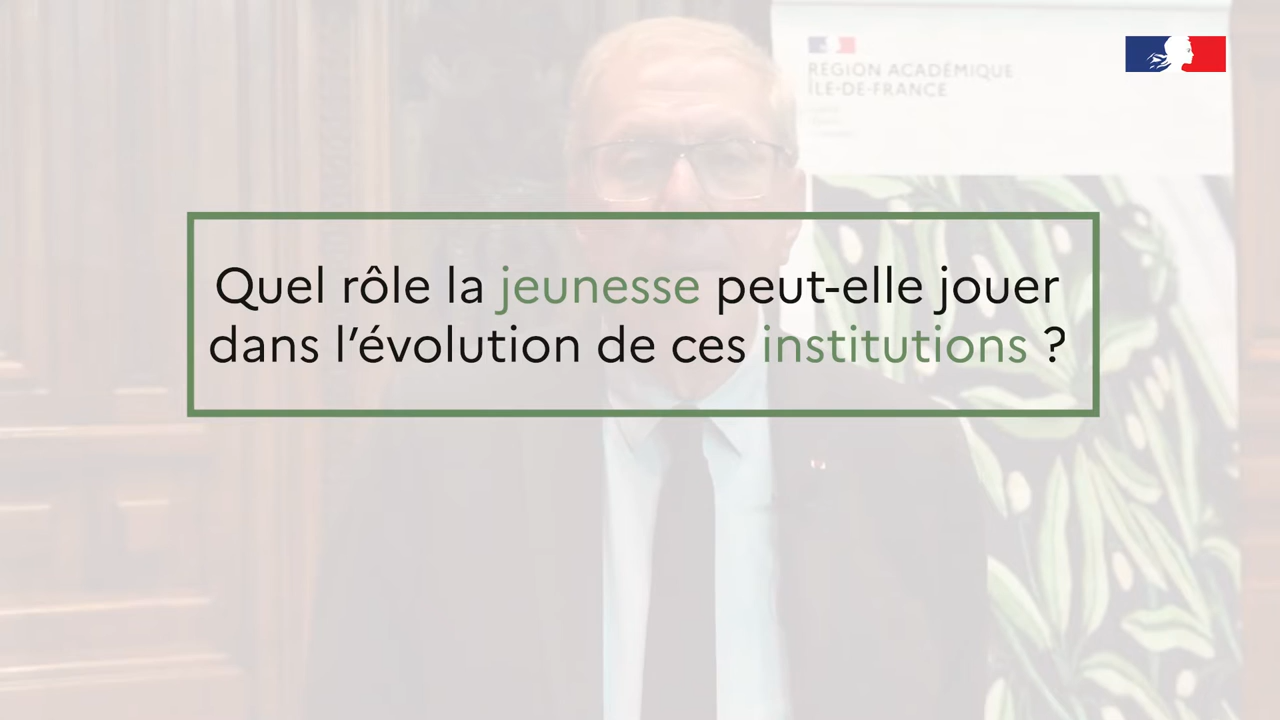 RÉGION ACADÉMIQUE
ÎLE-DE-FRANCE
Quel rôle la jeunesse peut-elle jouer
dans l’évolution de ces institutions ?